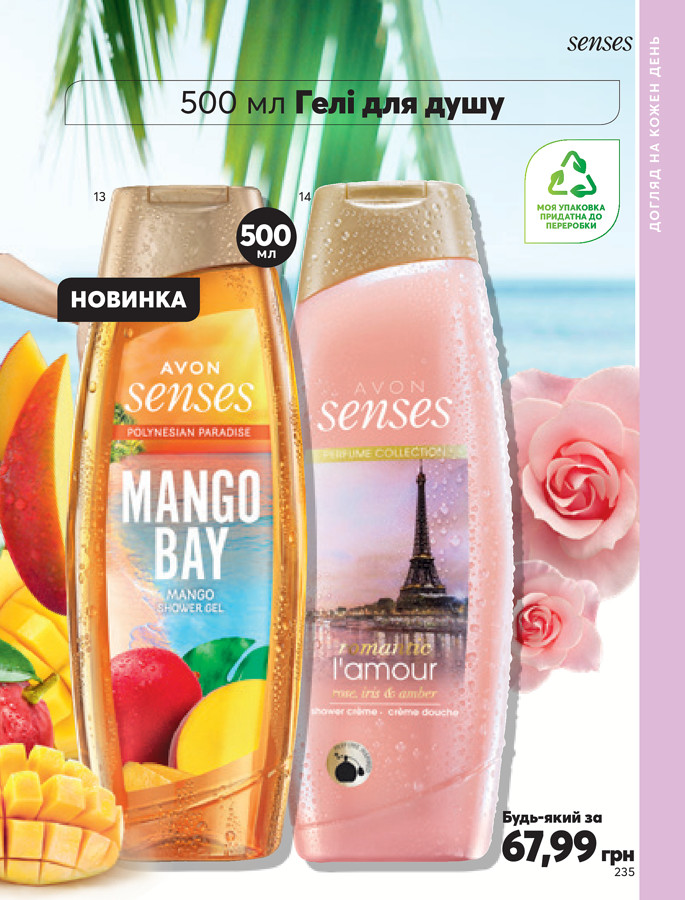 senses
ДОГЛЯД НА КОЖЕН ДЕНЬ
500 мл Гелі для душу
МОЯ УПАКОВКА
ПРИДАТНА ДО
ПЕРЕРОБКИ
13
14
500
МЛ
НОВИНКА
AVON
senses
POLYNESIAN PARADISE
MANGO
BAY
MANGO
SHOWER GEL
AVON
senses
PERFUME COLLECTION
romantic
l'amour
rose, iris & amber
shower crème - crème douche
Будь-який за
67,99 грн
235